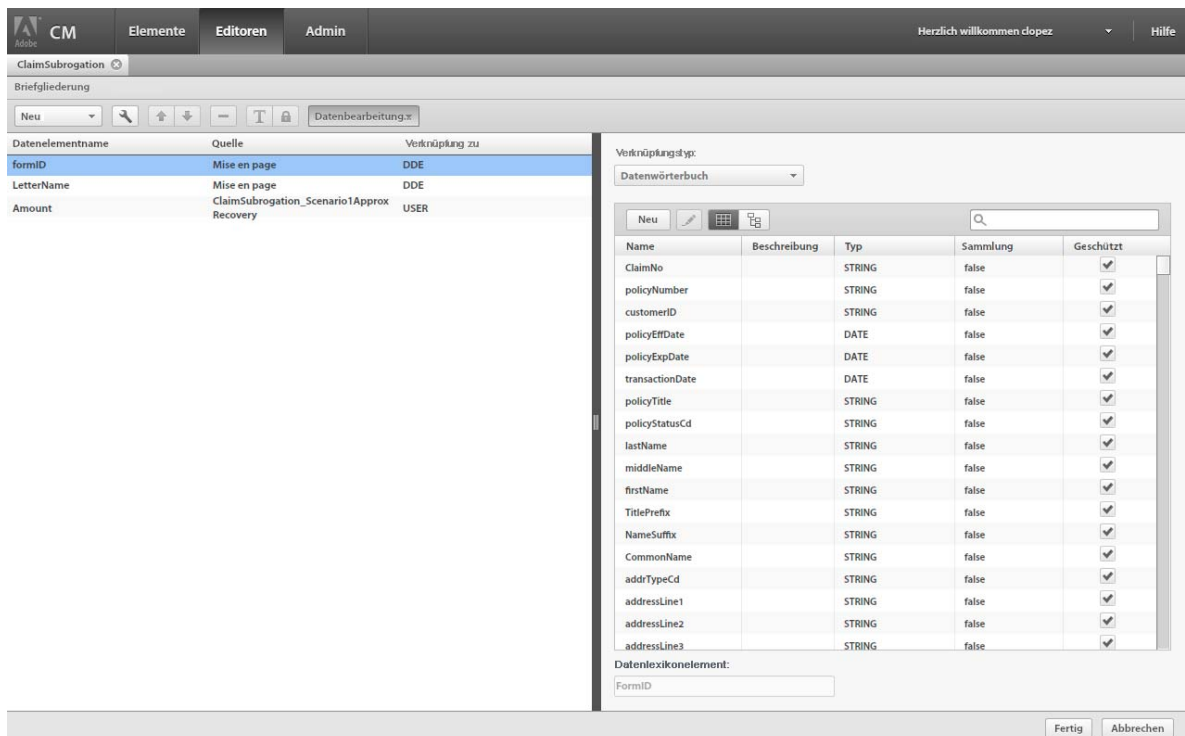 Adobe CM Elemente Editoren Admin Herzlich willkommen clopez Hilfe
ClaimSubrogation
Briefgliederung
Neu T Datenbearbeitung.x
Datenelementname Quelle Verknüpfung zu
formID Mise en page DDE
LetterName Mise en page DDE
Amount ClaimSubrogation_Scenario1Approx USER
Recovery
Verknüpfungstyp:
Datenwörterbuch
Neu
Name Beschreibung Typ Sammlung Geschützt
ClaimNo STRING false
policyNumber STRING false
customerID STRING false
policyEffDate DATE false
policyExpDate DATE false
transactionDate DATE false
policyTitle STRING false
policyStatusCd STRING false
lastName STRING false
middleName STRING false
firstName STRING false
TitlePrefix STRING false
NameSuffix STRING false
CommonName STRING false
addrTypeCd STRING false
addressLine1 STRING false
addressLine2 STRING false
addressLine3 STRING false
Datenlexikonelement:
FormID
Fertig Abbrechen